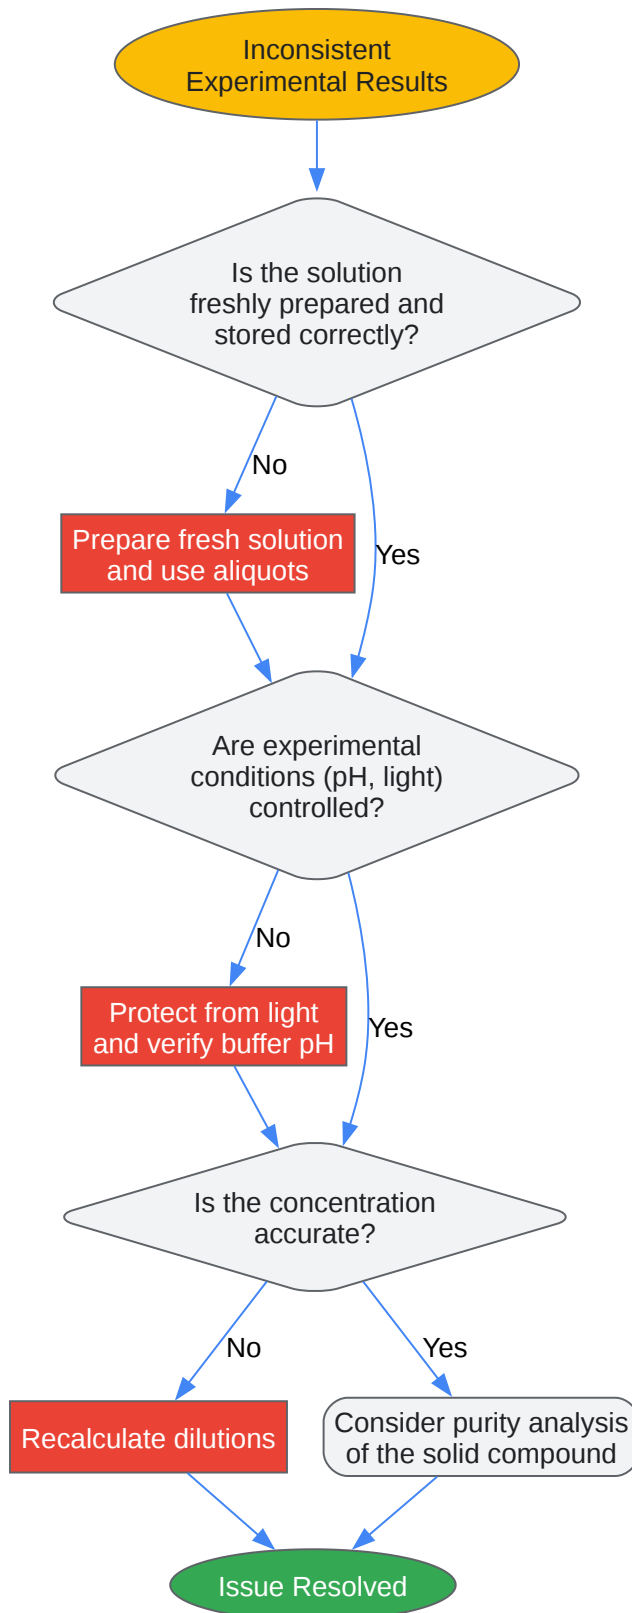 Inconsistent
Experimental Results
Is the solution
freshly prepared and
stored correctly?
No
Yes
Prepare fresh solution
and use aliquots
Are experimental
conditions (pH, light)
controlled?
No
Yes
Protect from light
and verify buffer pH
Is the concentration
accurate?
No
Yes
Recalculate dilutions
Consider purity analysis
of the solid compound
Issue Resolved